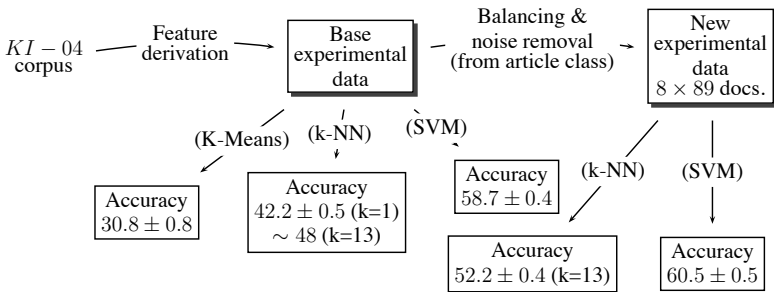 KI − 04
corpus
Feature
derivation
Base
experimental
data
Balancing &
noise removal
(from article class)
New
experimental
data
8 × 89 docs.
(K-Means)
(k-NN)
(SVM)
(k-NN)
(SVM)
Accuracy
30.8 ± 0.8
Accuracy
42.2 ± 0.5 (k=1)
∼ 48 (k=13)
Accuracy
58.7 ± 0.4
Accuracy
52.2 ± 0.4 (k=13)
Accuracy
60.5 ± 0.5